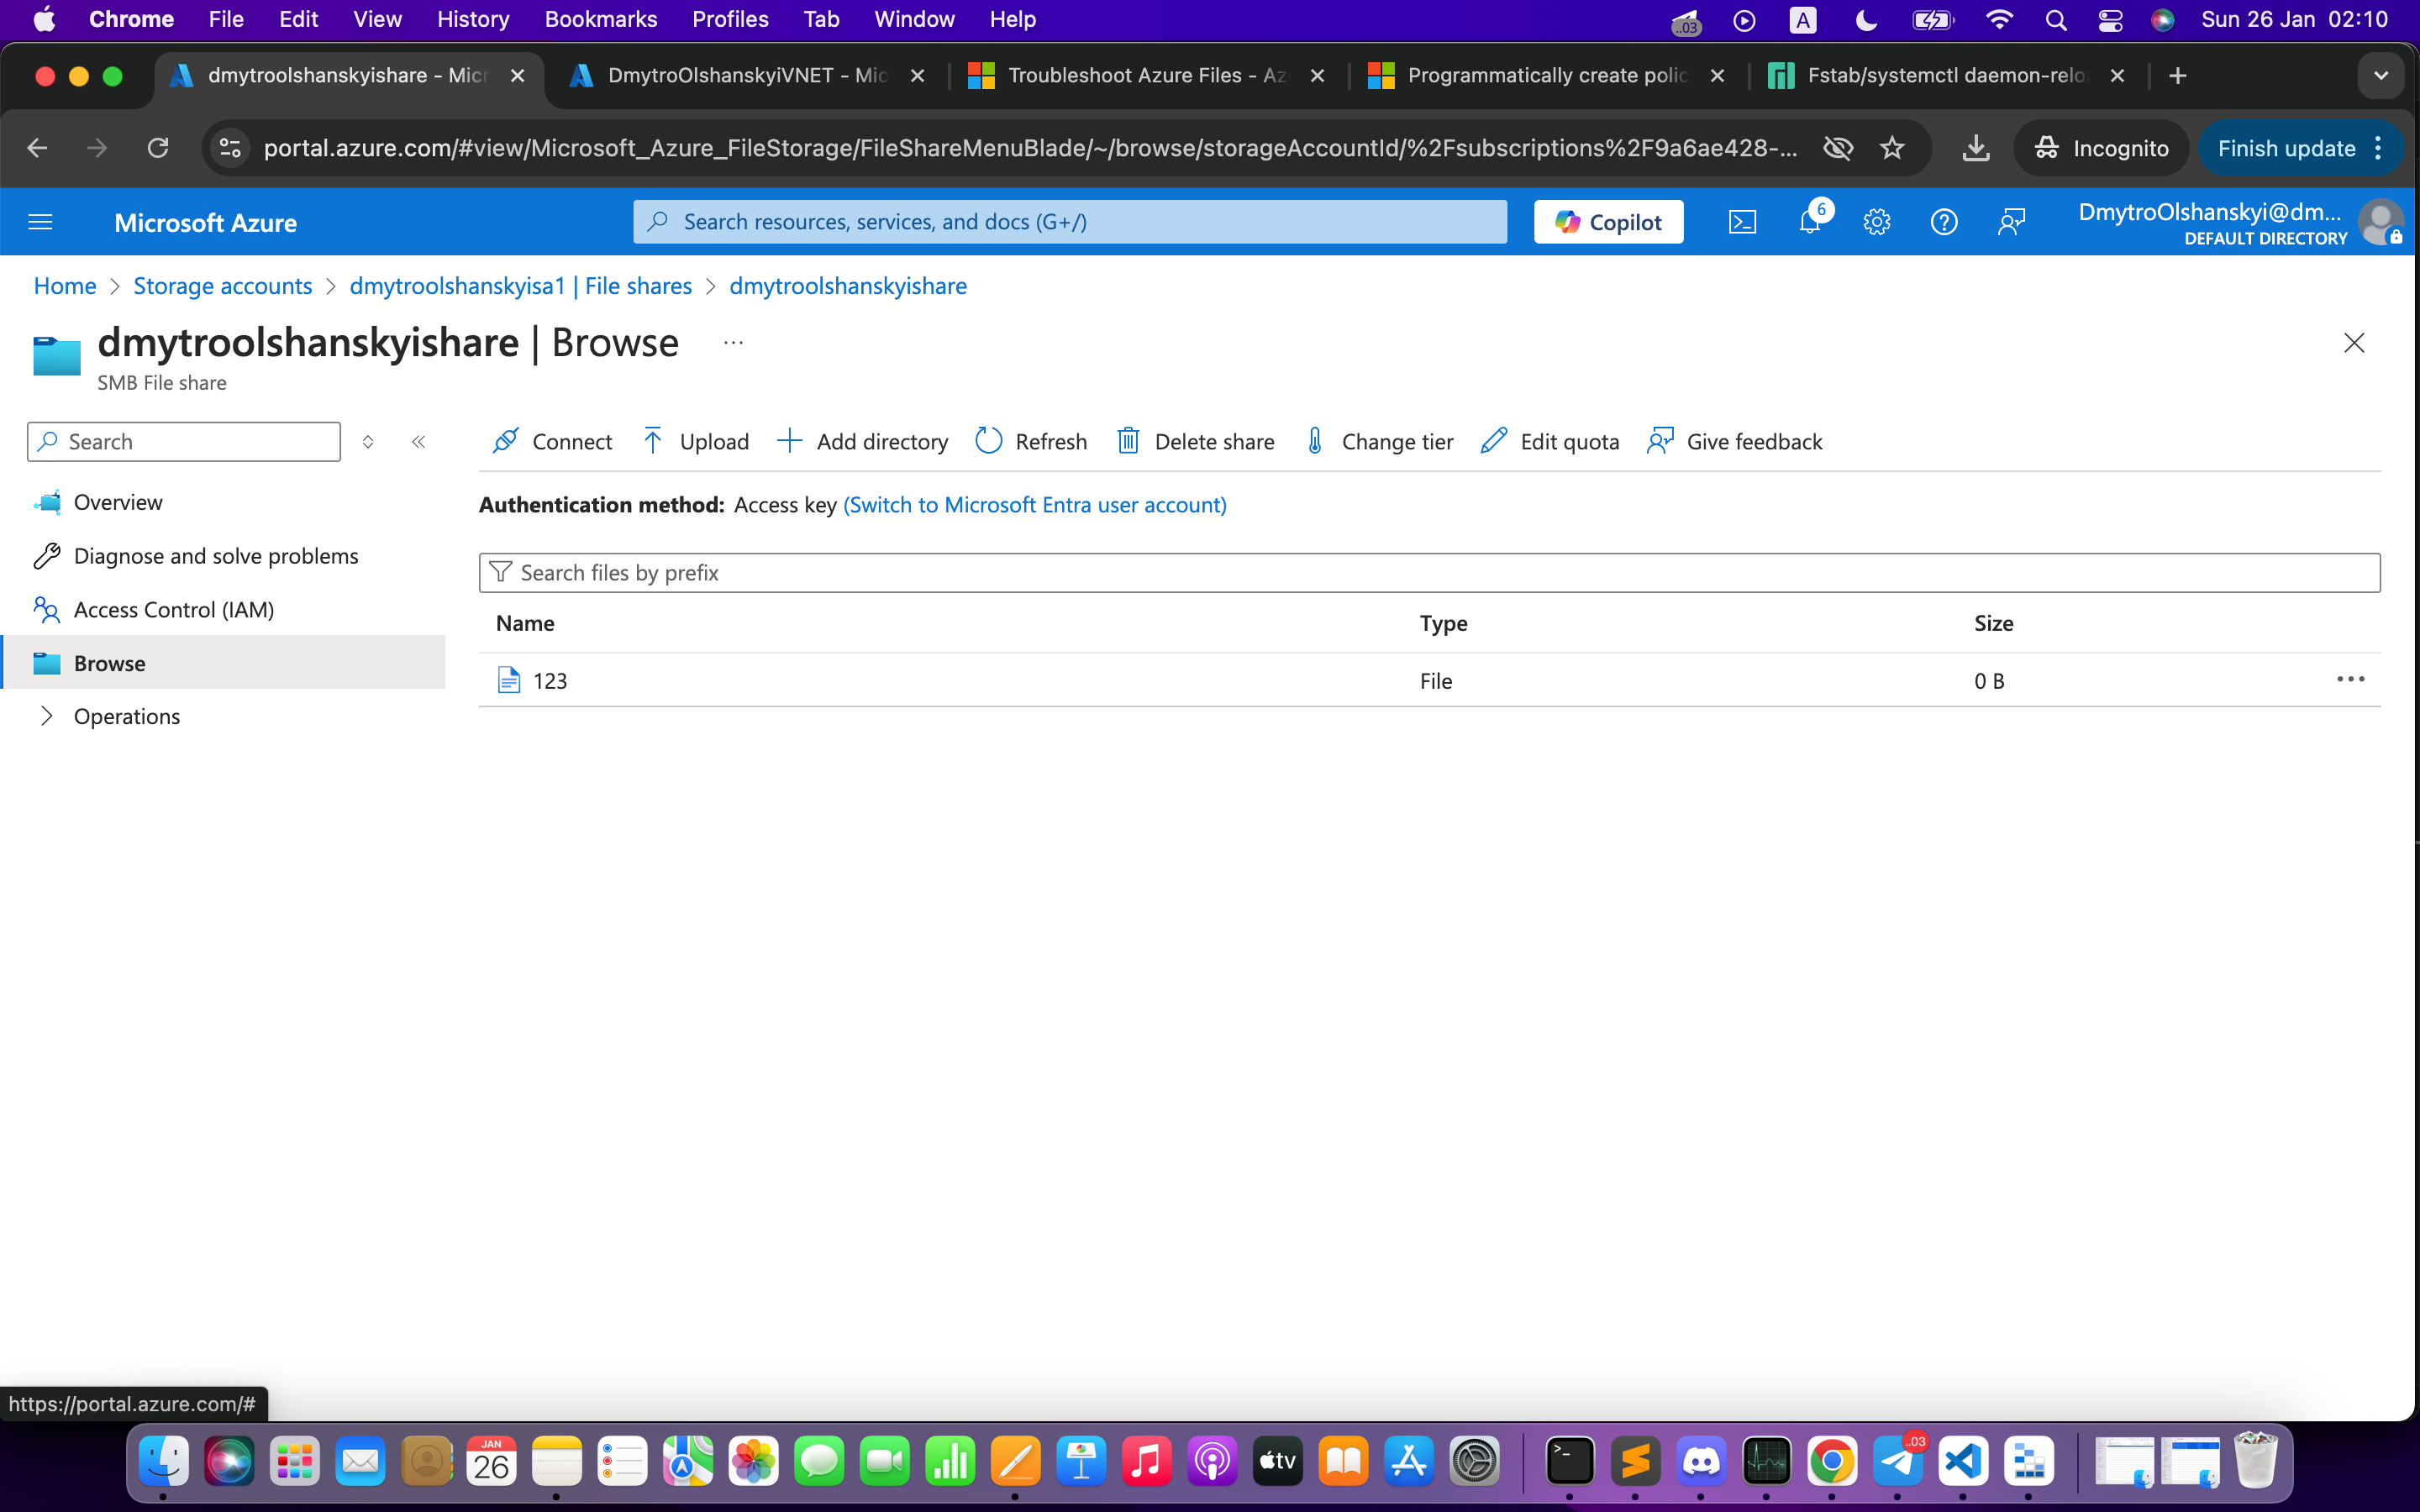 Chrome File Edit View History Bookmarks Profiles Tab Window Help ..03 A Sun 26 Jan 02:10
dmytroolshanskyishare - Micr DmytroOlshanskyiVNET - Mic Troubleshoot Azure Files - Az Programmatically create polic Fstab/systemctl daemon-relo
portal.azure.com/#view/Microsoft_Azure_FileStorage/FileShareMenuBlade/~/browse/storageAccountId/%2Fsubscriptions%2F9a6ae428-... Incognito Finish update
Microsoft Azure Search resources, services, and docs (G+/) Copilot 6 DmytroOlshanskyi@dm...
DEFAULT DIRECTORY
Home > Storage accounts > dmytroolshanskyisa1 | File shares > dmytroolshanskyishare
dmytroolshanskyishare | Browse ...
SMB File share
Search Connect Upload Add directory Refresh Delete share Change tier Edit quota Give feedback
Overview
Authentication method: Access key (Switch to Microsoft Entra user account)
Diagnose and solve problems
Search files by prefix
Access Control (IAM)
Name Type Size
Browse
123 File 0 B
Operations
https://portal.azure.com/#
JAN
26
tv
..03